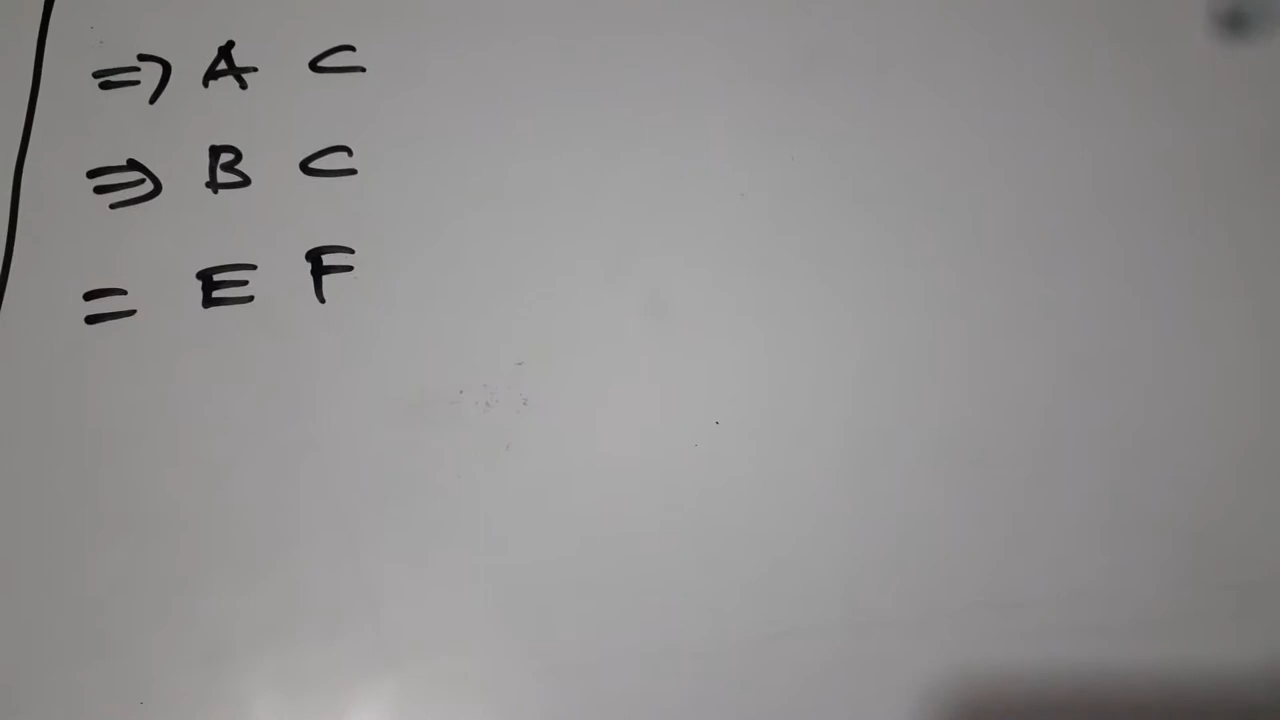 ⇒ A C
⇒ B C
= E F